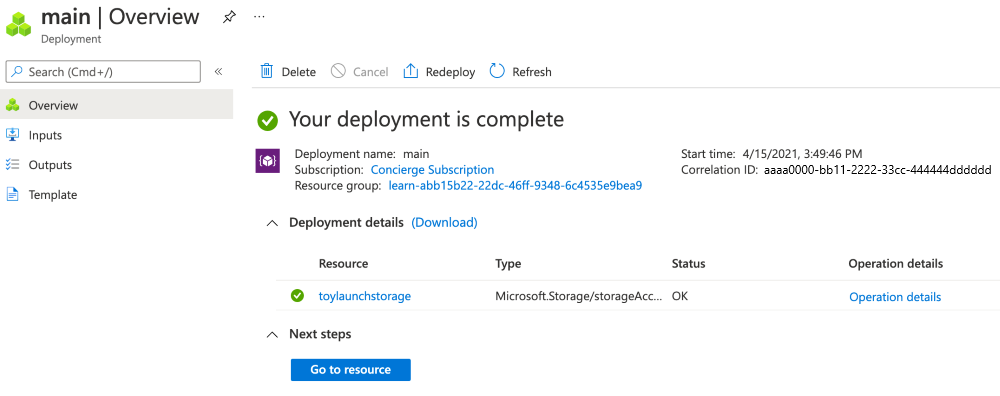 main | Overview
...
Deployment
Search (Cmd+/)
«
Overview
Inputs
Outputs
Template
Delete
Cancel
Redeploy
Refresh
Your deployment is complete
Deployment name: main
Subscription: Concierge Subscription
Resource group: learn-abb15b22-22dc-46ff-9348-6c4535e9bea9
Start time: 4/15/2021, 3:49:46 PM
Correlation ID: aaaa0000-bb11-2222-33cc-444444dddddd
Deployment details (Download)
Resource Type Status Operation details
toylaunchstorage Microsoft.Storage/storageAcc... OK Operation details
Next steps
Go to resource